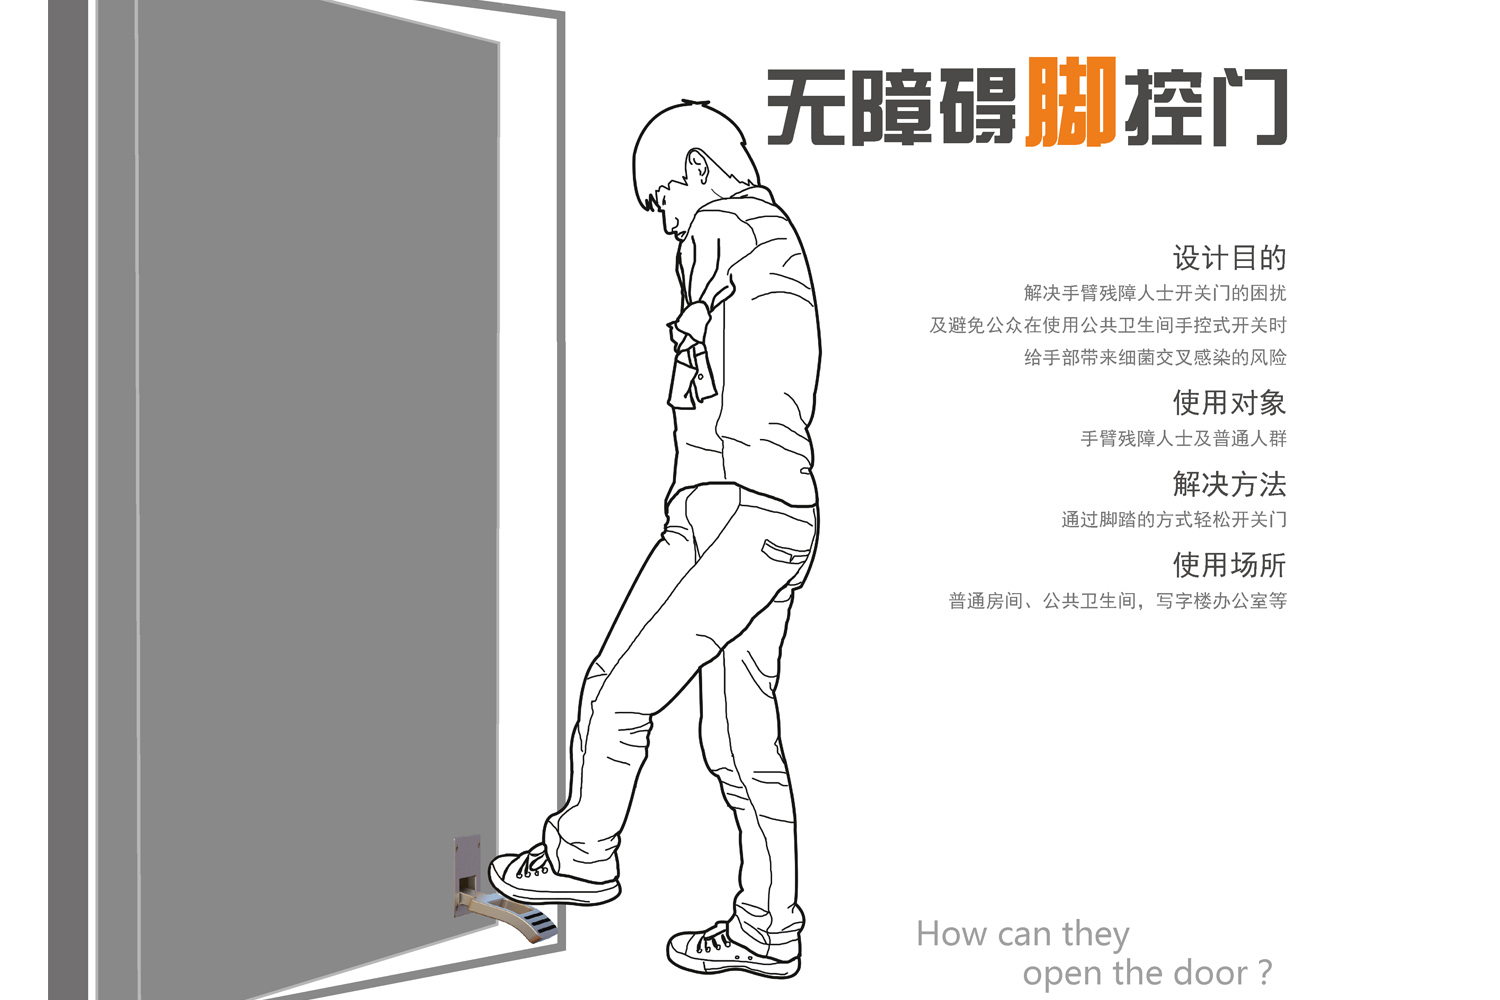 无障碍脚控门
设计目的
解决手臂残障人士开关门的困扰
及避免公众在使用公共卫生间手控式开关时
给手部带来细菌交叉感染的风险
使用对象
手臂残障人士及普通人群
解决方法
通过脚踏的方式轻松开关门
使用场所
普通房间、公共卫生间，写字楼办公室等
How can they
open the door ?